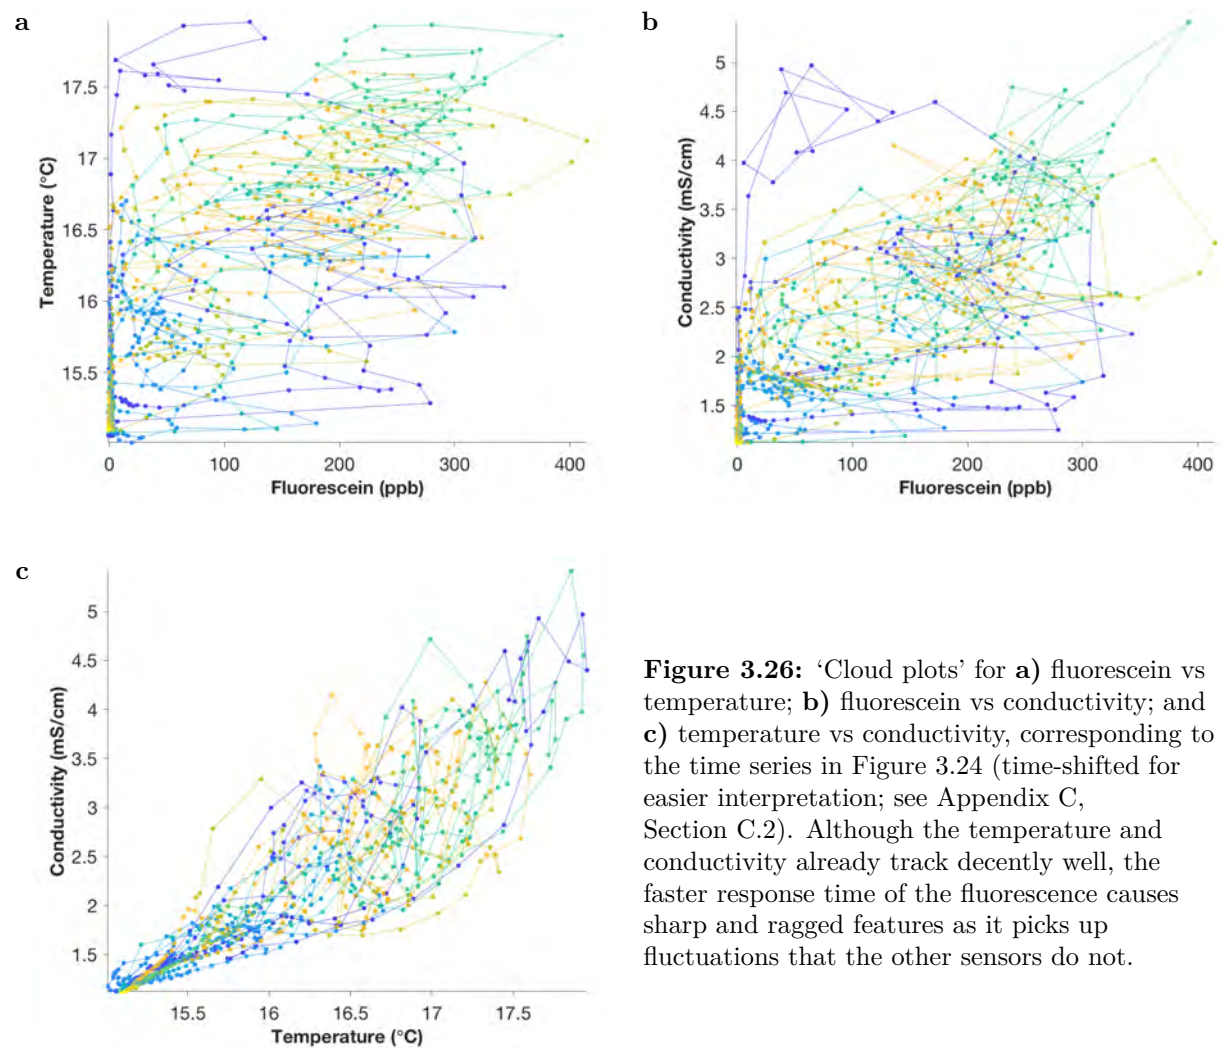 a
17.5
17
16.5
16
15.5
Temperature (°C)
0 100 200 300 400
Fluorescein (ppb)
b
5
4.5
4
3.5
3
2.5
2
1.5
Conductivity (mS/cm)
0 100 200 300 400
Fluorescein (ppb)
c
5
4.5
4
3.5
3
2.5
2
1.5
Conductivity (mS/cm)
15.5 16 16.5 17 17.5
Temperature (°C)
Figure 3.26: ‘Cloud plots’ for a) fluorescein vs
temperature; b) fluorescein vs conductivity; and
c) temperature vs conductivity, corresponding to
the time series in Figure 3.24 (time-shifted for
easier interpretation; see Appendix C,
Section C.2). Although the temperature and
conductivity already track decently well, the
faster response time of the fluorescence causes
sharp and ragged features as it picks up
fluctuations that the other sensors do not.